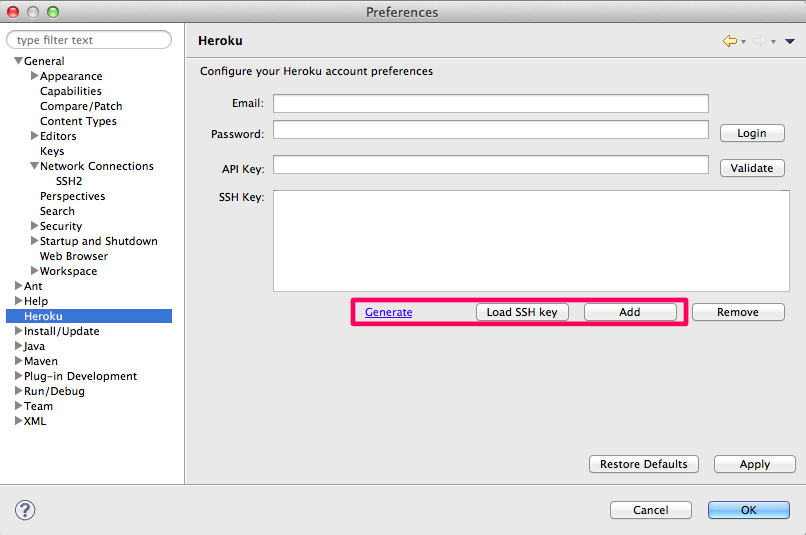 Preferences
type filter text
General
Appearance
Capabilities
Compare/Patch
Content Types
Editors
Keys
Network Connections
SSH2
Perspectives
Search
Security
Startup and Shutdown
Web Browser
Workspace
Ant
Help
Heroku
Install/Update
Java
Maven
Plug-in Development
Run/Debug
Team
XML
Heroku
Configure your Heroku account preferences
Email:
Password:
Login
API Key:
Validate
SSH Key:
Generate
Load SSH key
Add
Remove
Restore Defaults
Apply
?
Cancel
OK